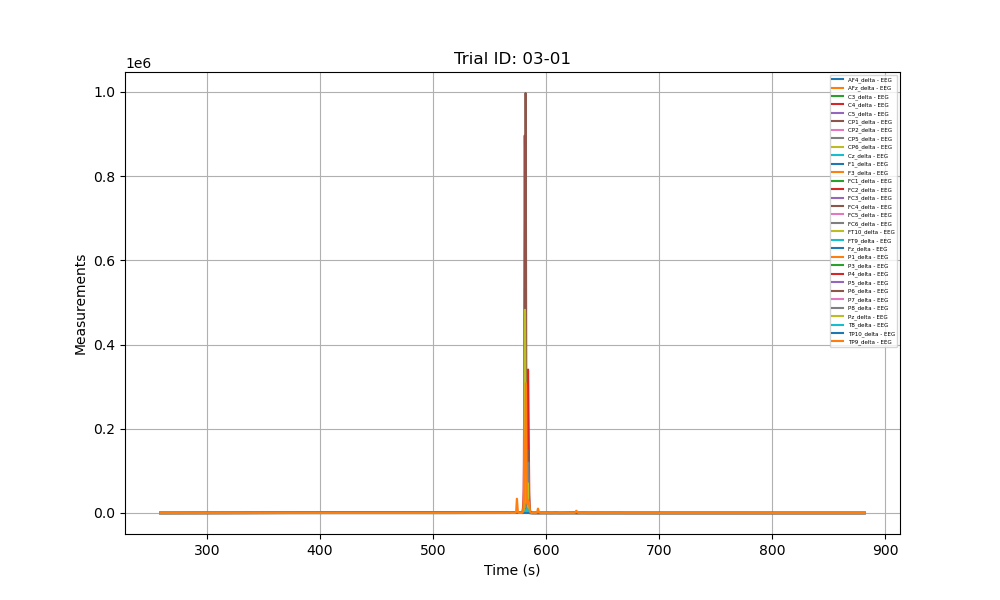 Trial ID: 03-01
1e6
1.0
0.8
0.6
0.4
0.2
0.0
Measurements
300 400 500 600 700 800 900
Time (s)
AF4_delta - EEG
AFz_delta - EEG
C3_delta - EEG
C4_delta - EEG
C5_delta - EEG
CP1_delta - EEG
CP2_delta - EEG
CP5_delta - EEG
CP6_delta - EEG
Cz_delta - EEG
F1_delta - EEG
F3_delta - EEG
FC1_delta - EEG
FC2_delta - EEG
FC3_delta - EEG
FC4_delta - EEG
FC5_delta - EEG
FC6_delta - EEG
FT10_delta - EEG
FT9_delta - EEG
Fz_delta - EEG
P1_delta - EEG
P3_delta - EEG
P4_delta - EEG
P5_delta - EEG
P6_delta - EEG
P7_delta - EEG
P8_delta - EEG
Pz_delta - EEG
T8_delta - EEG
TP10_delta - EEG
TP9_delta - EEG